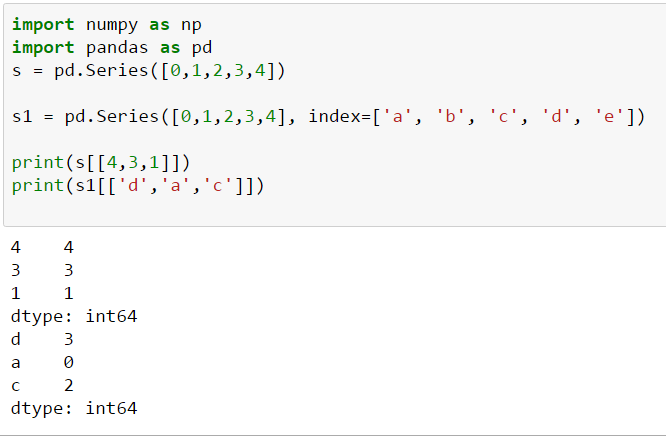 import numpy as np
import pandas as pd
s = pd.Series([0,1,2,3,4])
s1 = pd.Series([0,1,2,3,4], index=['a', 'b', 'c', 'd', 'e'])
print(s[[4,3,1]])
print(s1[['d','a','c']])
4    4
3    3
1    1
dtype: int64
d    3
a    0
c    2
dtype: int64